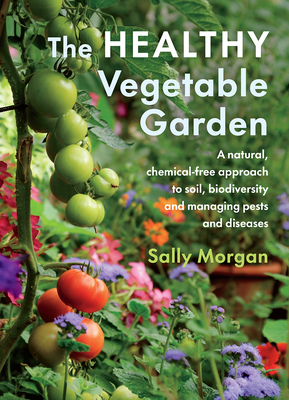 The HEALTHY
Vegetable
Garden
A natural,
chemical-free approach
to soil, biodiversity
and managing pests
and diseases
Sally Morgan